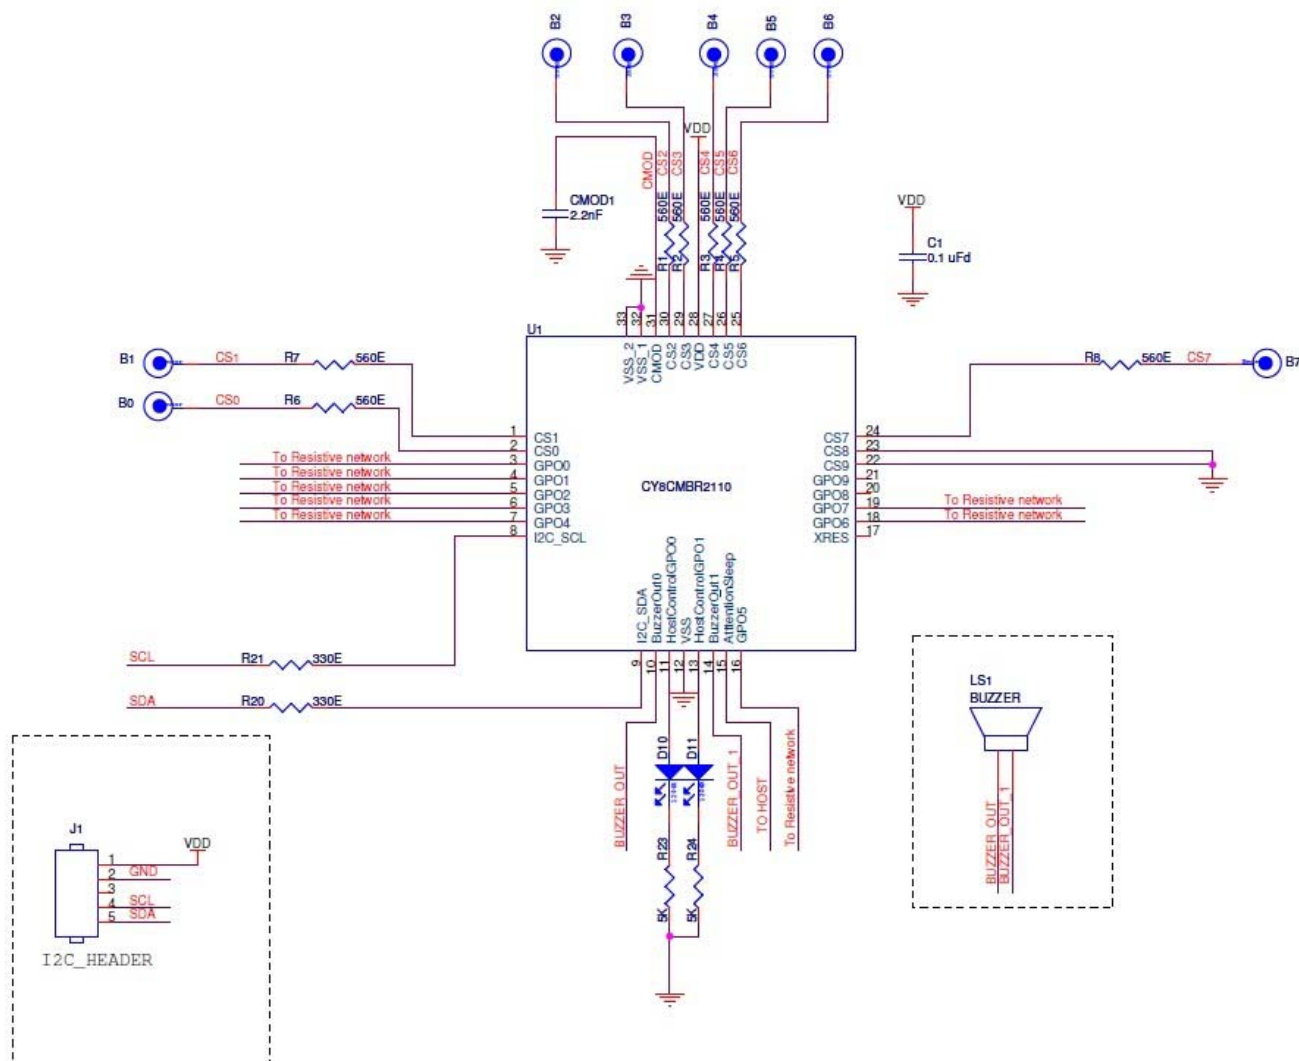 B2
B3
B4
B5
B6
VDD
CMOD
CS2
CS3
CS4
CS5
CS6
CMOD1
2.2nF
560E
560E
560E
560E
560E
R1
R2
R3
R4
R5
VDD
C1
0.1 uFd
33
32
31
30
29
28
27
26
25
U1
VSS_2
VSS_1
CMOD
CS2
CS3
VDD
CS4
CS5
CS6
B1
CS1
R7
560E
B0
CS0
R6
560E
R8
560E
CS7
B7
1 CS1
2 CS0
To Resistive network 3 GPO0
To Resistive network 4 GPO1
To Resistive network 5 GPO2
To Resistive network 6 GPO3
To Resistive network 7 GPO4
8 I2C_SCL
CY8CMBR2110
CS7 24
CS8 23
CS9 22
GPO9 21
GPO8 20
GPO7 19 To Resistive network
GPO6 18 To Resistive network
XRES 17
I2C_SDA
BuzzerOut0
HostControlGPO0
VSS
HostControlGPO1
BuzzerOut1
AttentionSleep
GPO5
9
10
11
12
13
14
15
16
SCL
R21
330E
SDA
R20
330E
BUZZER_OUT
D10
D11
R23
5K
R24
5K
BUZZER_OUT_1
TO HOST
To Resistive network
LS1
BUZZER
BUZZER_OUT
BUZZER_OUT_1
J1
VDD
1
2 GND
3
4 SCL
5 SDA
I2C_HEADER